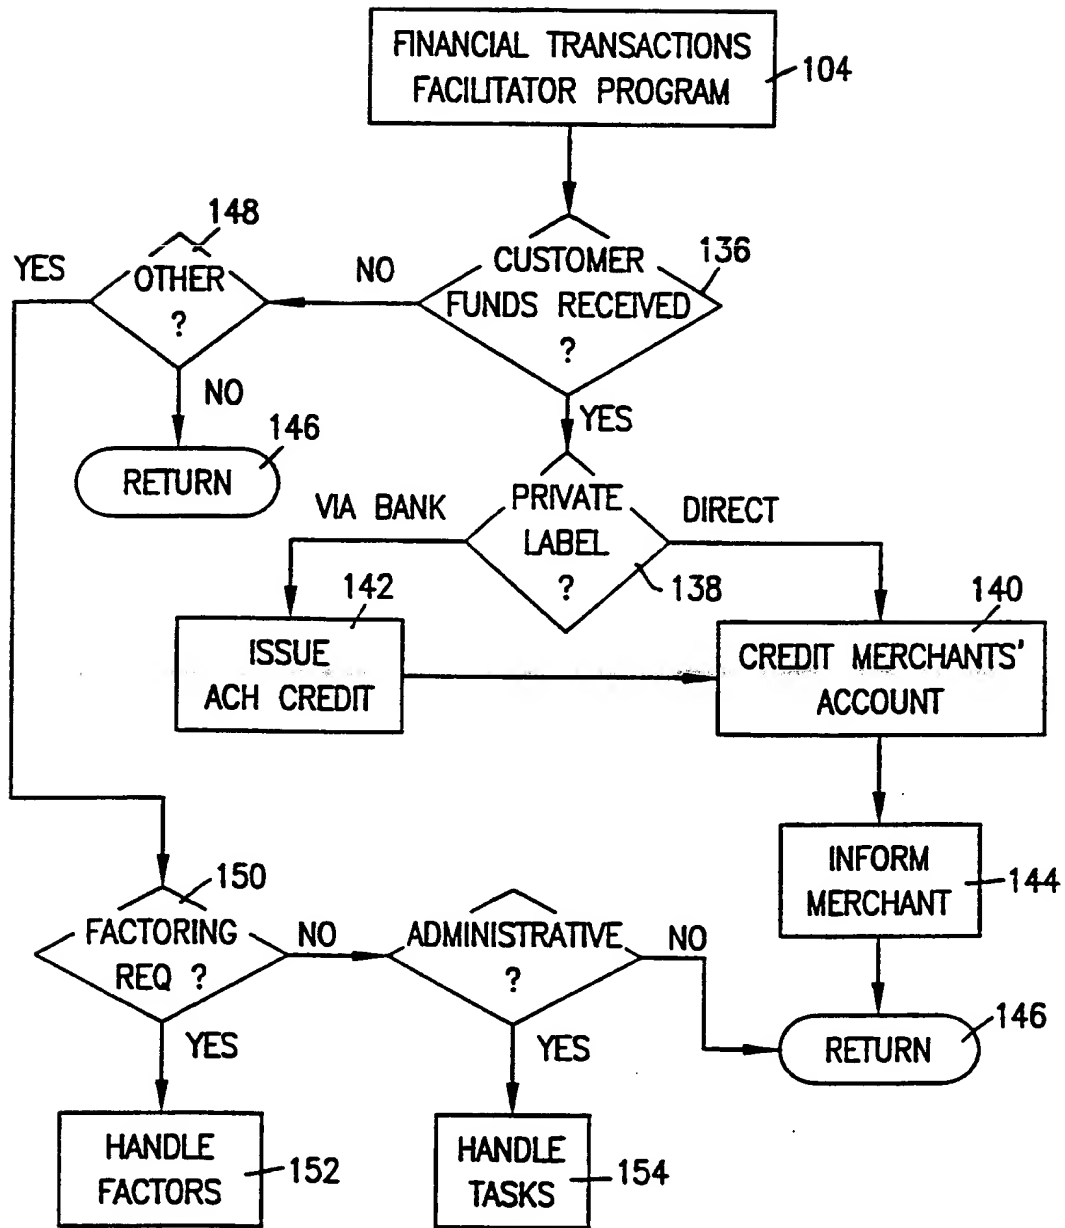 FINANCIAL TRANSACTIONS
FACILITATOR PROGRAM
104
148
YES
OTHER
?
NO
CUSTOMER
FUNDS RECEIVED
?
136
NO
146
RETURN
YES
VIA BANK
PRIVATE
LABEL
?
DIRECT
138
142
ISSUE
ACH CREDIT
140
CREDIT MERCHANTS'
ACCOUNT
INFORM
MERCHANT
144
150
FACTORING
REQ ?
NO
ADMINISTRATIVE
?
NO
146
RETURN
YES
YES
HANDLE
FACTORS
152
HANDLE
TASKS
154